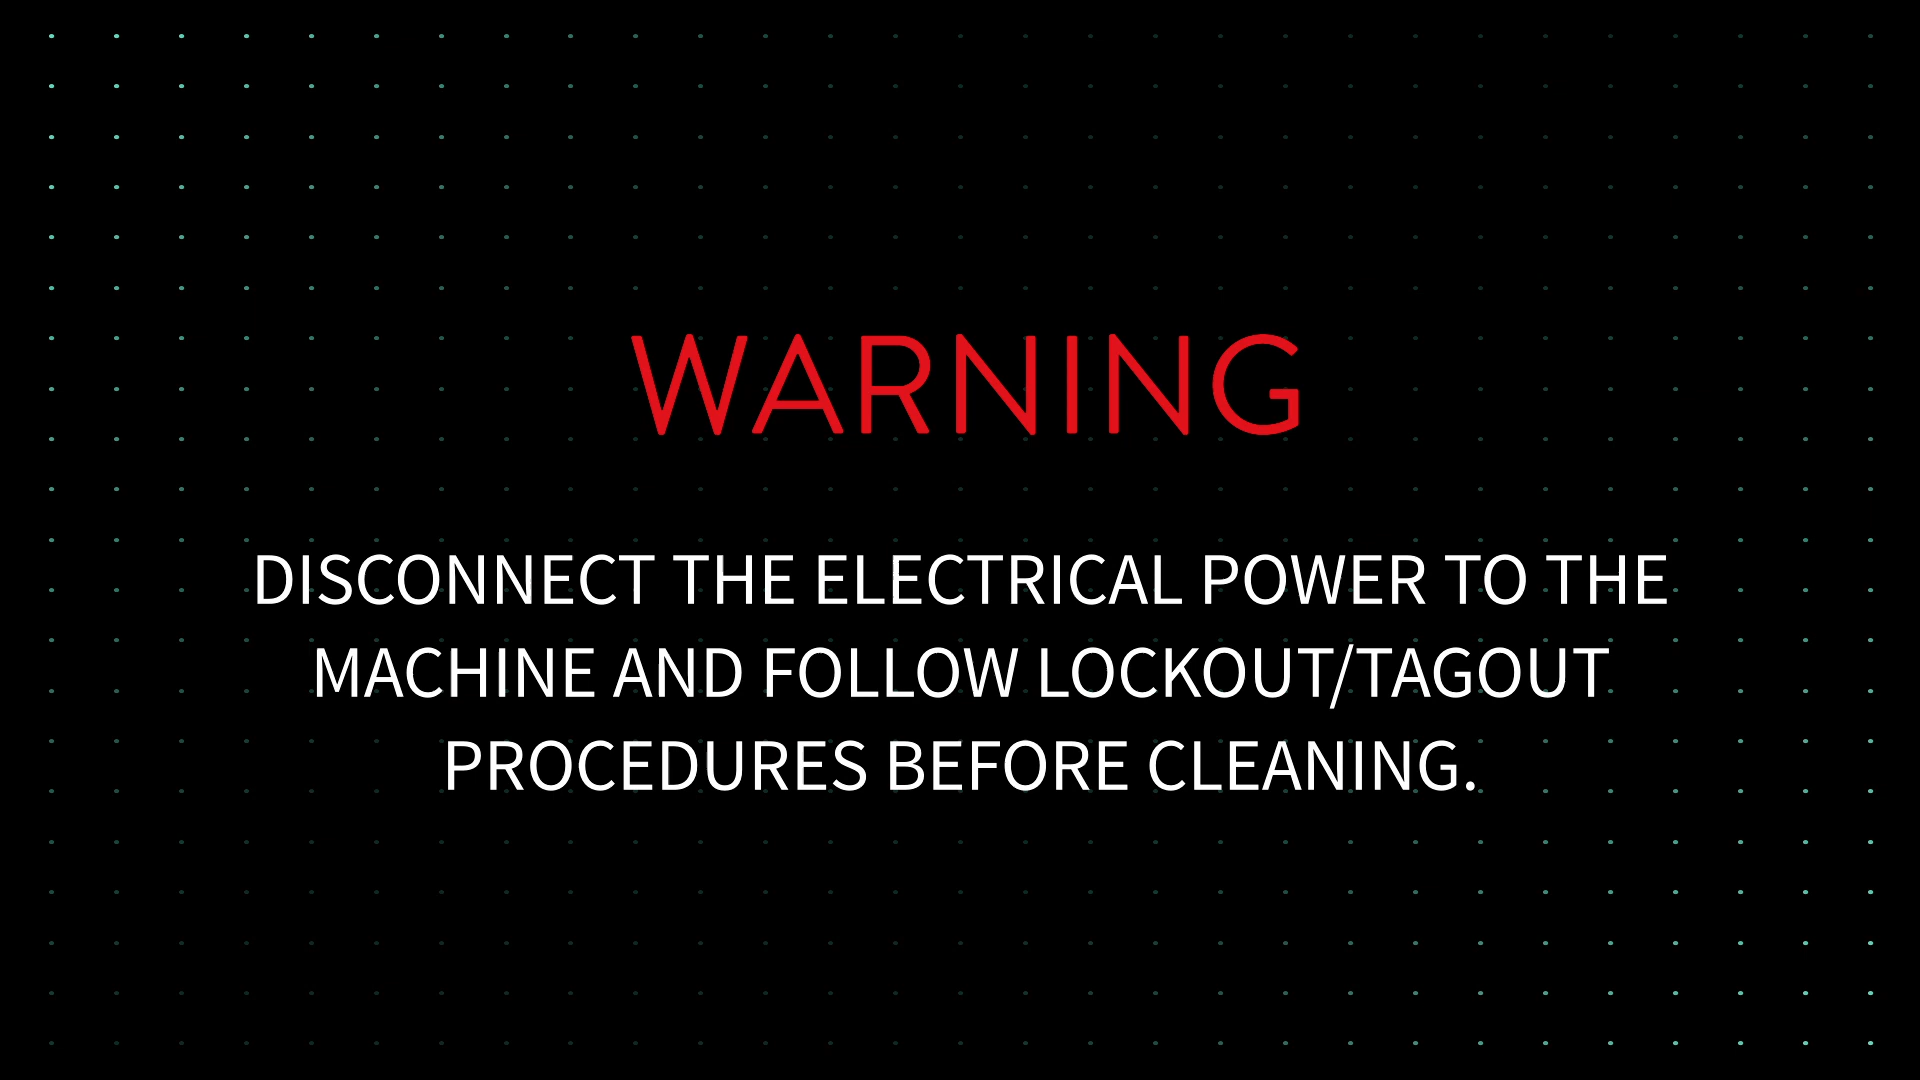 WARNING
DISCONNECT THE ELECTRICAL POWER TO THE
MACHINE AND FOLLOW LOCKOUT/TAGOUT
PROCEDURES BEFORE CLEANING.